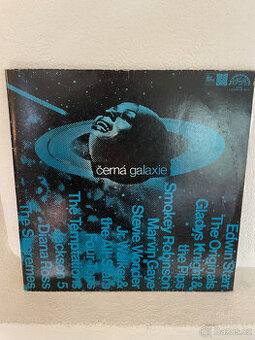 černá galaxie
Edwin Starr
The Originals
Gladys Knight &
the Pips
Smokey Robinson
Marvin Gaye
Stevie Wonder
Jr. Walker &
the All Stars
Four Tops
The Temptations
Jackson 5
Diana Ross
The Supremes